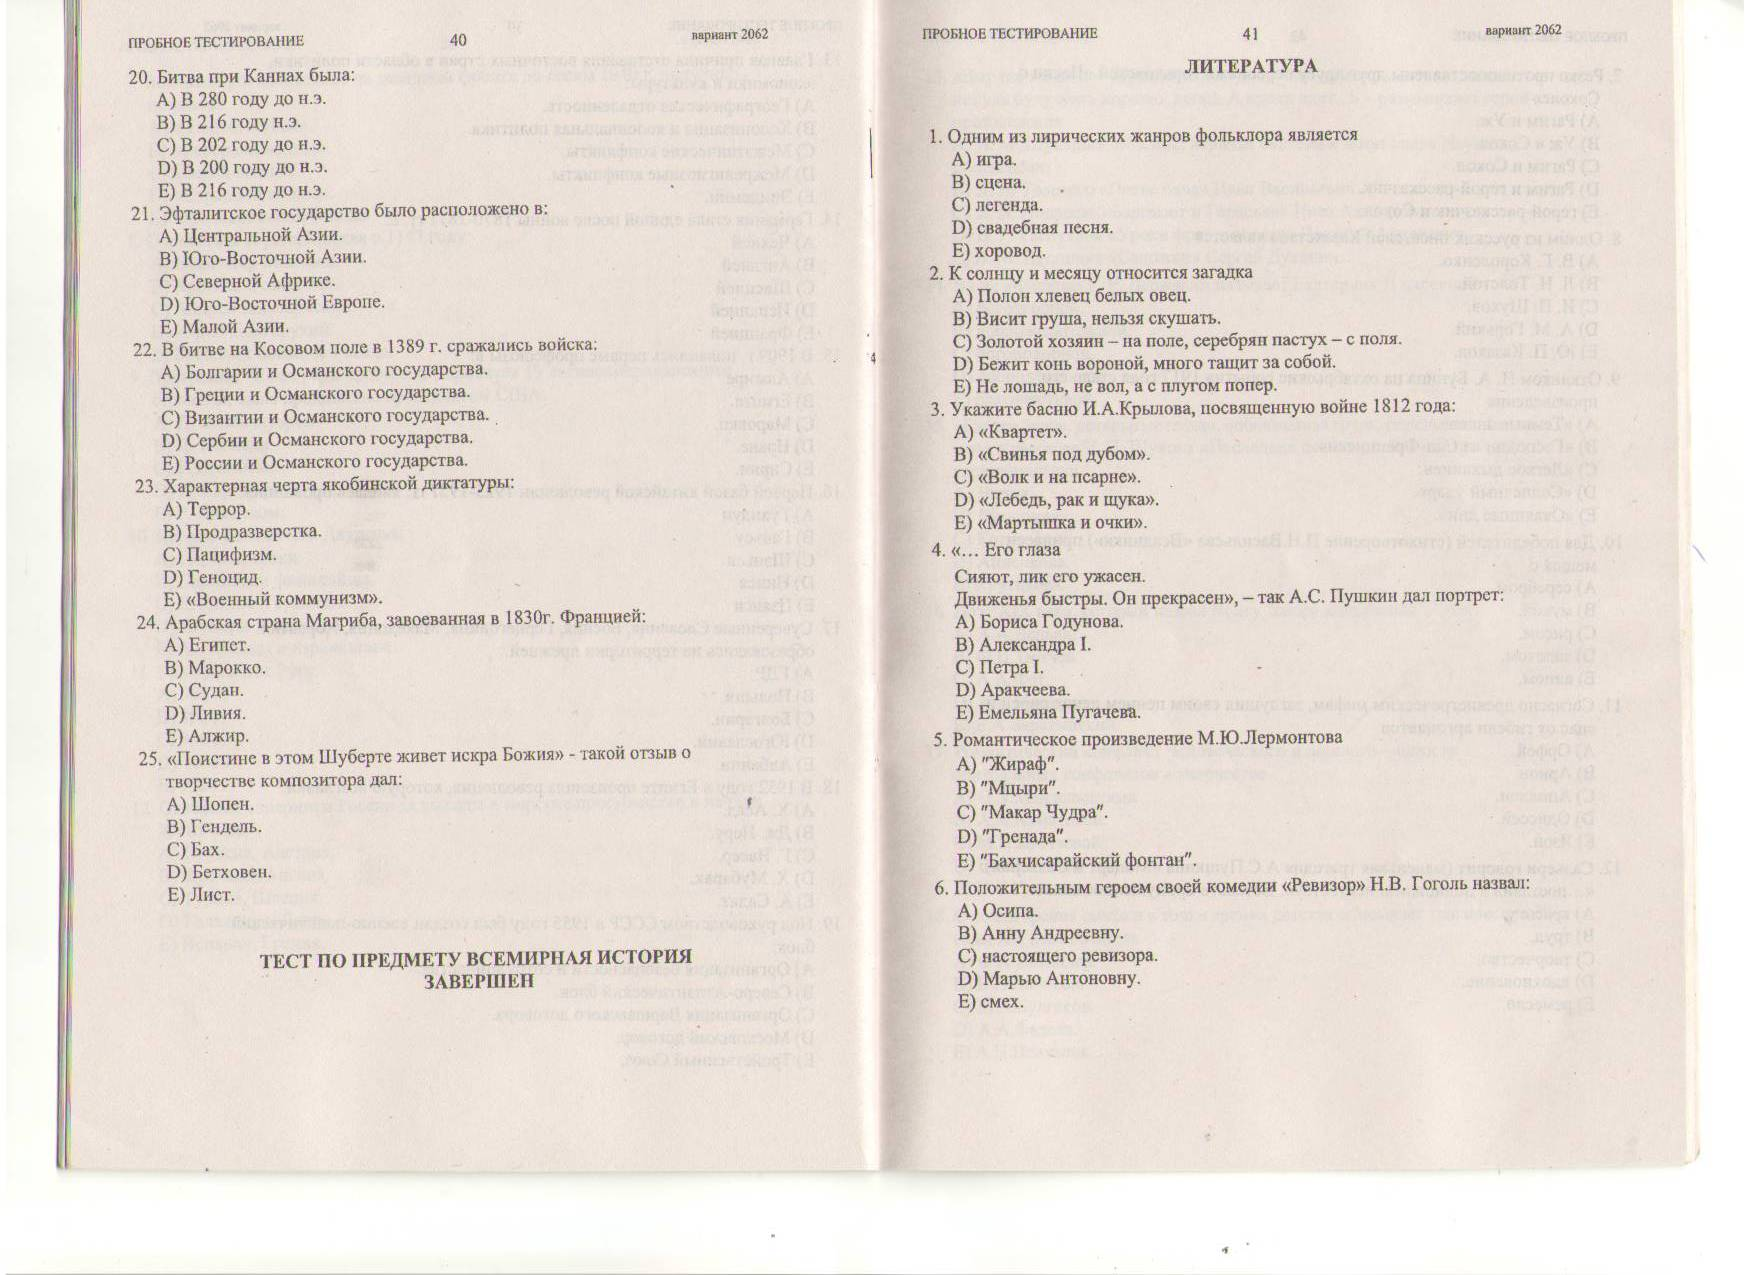 ПРОБНОЕ ТЕСТИРОВАНИЕ 40 вариант 2062
20. Битва при Каннах была:
A) В 280 году до н.э.
B) В 216 году н.э.
C) В 202 году до н.э.
D) В 200 году до н.э.
E) В 216 году до н.э.
21. Эфталитское государство было расположено в:
A) Центральной Азии.
B) Юго-Восточной Азии.
C) Северной Африке.
D) Юго-Восточной Европе.
E) Малой Азии.
22. В битве на Косовом поле в 1389 г. сражались войска:
A) Болгарии и Османского государства.
B) Греции и Османского государства.
C) Византии и Османского государства.
D) Сербии и Османского государства.
E) России и Османского государства.
23. Характерная черта якобинской диктатуры:
A) Террор.
B) Продразверстка.
C) Пацифизм.
D) Геноцид.
E) «Военный коммунизм».
24. Арабская страна Магриба, завоеванная в 1830г. Францией:
A) Египет.
B) Марокко.
C) Судан.
D) Ливия.
E) Алжир.
25. «Поистине в этом Шуберте живет искра Божия» - такой отзыв о
творчестве композитора дал:
A) Шопен.
B) Гендель.
C) Бах.
D) Бетховен.
E) Лист.
ТЕСТ ПО ПРЕДМЕТУ ВСЕМИРНАЯ ИСТОРИЯ
ЗАВЕРШЕН
ПРОБНОЕ ТЕСТИРОВАНИЕ 41 вариант 2062
ЛИТЕРАТУРА
1. Одним из лирических жанров фольклора является
A) игра.
B) сцена.
C) легенда.
D) свадебная песня.
E) хоровод.
2. К солнцу и месяцу относится загадка
A) Полон хлевец белых овец.
B) Висит груша, нельзя скушать.
C) Золотой хозяин – на поле, серебрян пастух – с поля.
D) Бежит конь вороной, много тащит за собой.
E) Не лошадь, не вол, а с плугом попер.
3. Укажите басню И.А.Крылова, посвященную войне 1812 года:
A) «Квартет».
B) «Свинья под дубом».
C) «Волк и на псарне».
D) «Лебедь, рак и щука».
E) «Мартышка и очки».
4. «… Его глаза
Сияют, лик его ужасен.
Движенья быстры. Он прекрасен», – так А.С. Пушкин дал портрет:
A) Бориса Годунова.
B) Александра I.
C) Петра I.
D) Аракчеева.
E) Емельяна Пугачева.
5. Романтическое произведение М.Ю.Лермонтова
A) "Жираф".
B) "Мцыри".
C) "Макар Чудра".
D) "Гренада".
E) "Бахчисарайский фонтан".
6. Положительным героем своей комедии «Ревизор» Н.В. Гоголь назвал:
A) Осипа.
B) Анну Андреевну.
C) настоящего ревизора.
D) Марью Антоновну.
E) смех.